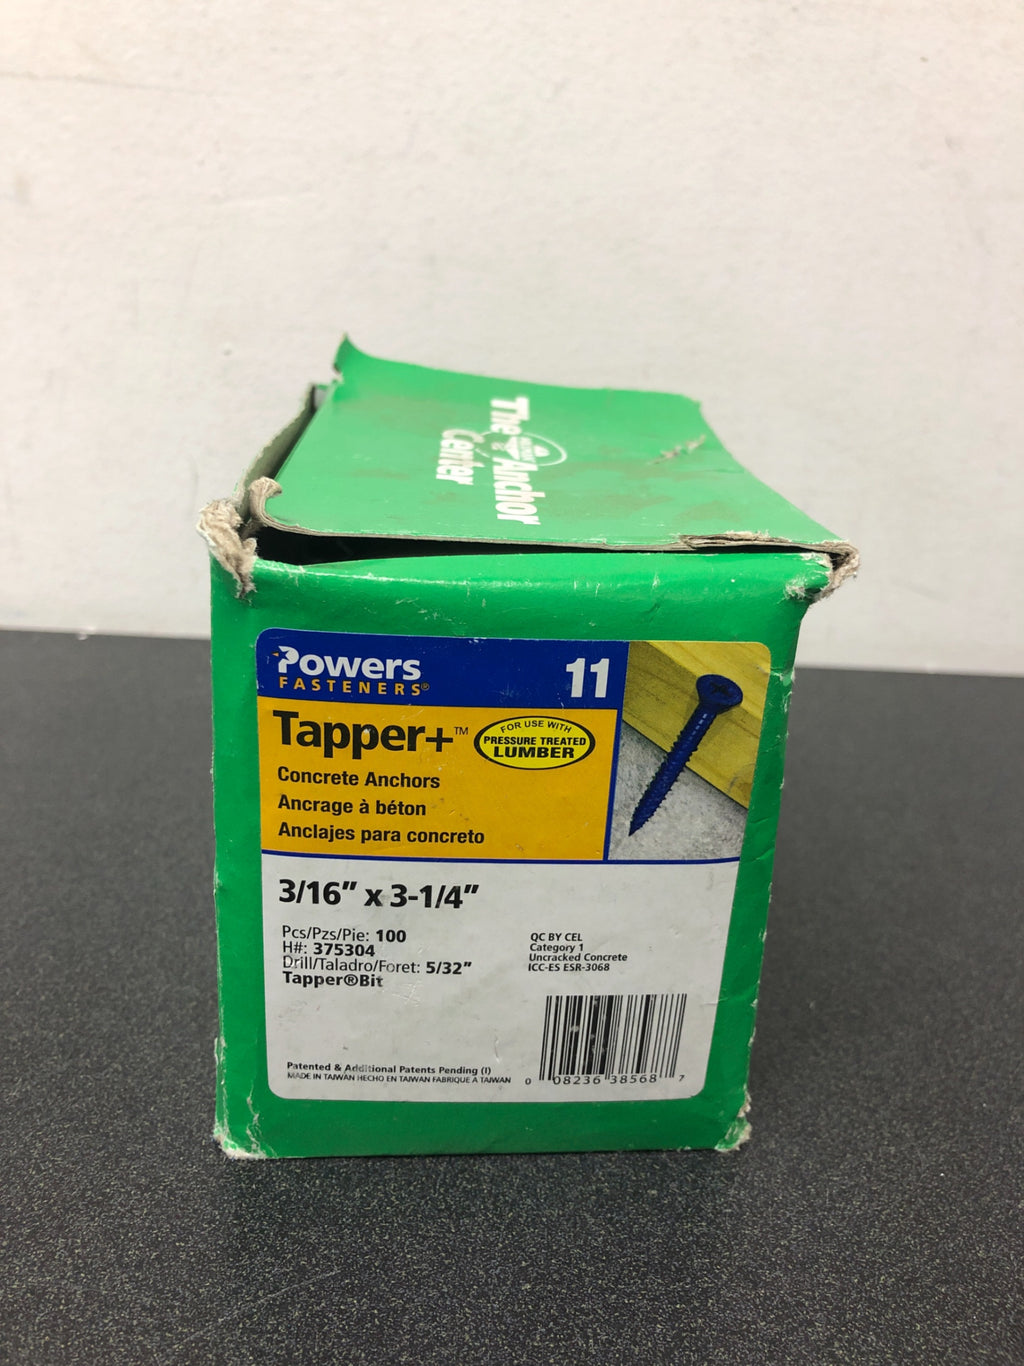 The Anchor
Center
Powers
FASTENERS®
11
Tapper+™
FOR USE WITH
PRESSURE TREATED
LUMBER
Concrete Anchors
Ancrage à béton
Anclajes para concreto
3/16" x 3-1/4"
Pcs/Pzs/Pie: 100
H#: 375304
Drill/Taladro/Foret: 5/32"
Tapper®Bit
QC BY CEL
Category 1
Uncracked Concrete
ICC-ES ESR-3068
Patented & Additional Patents Pending (I)
MADE IN TAIWAN HECHO EN TAIWAN FABRIQUE A TAIWAN
0 08236 38568 7